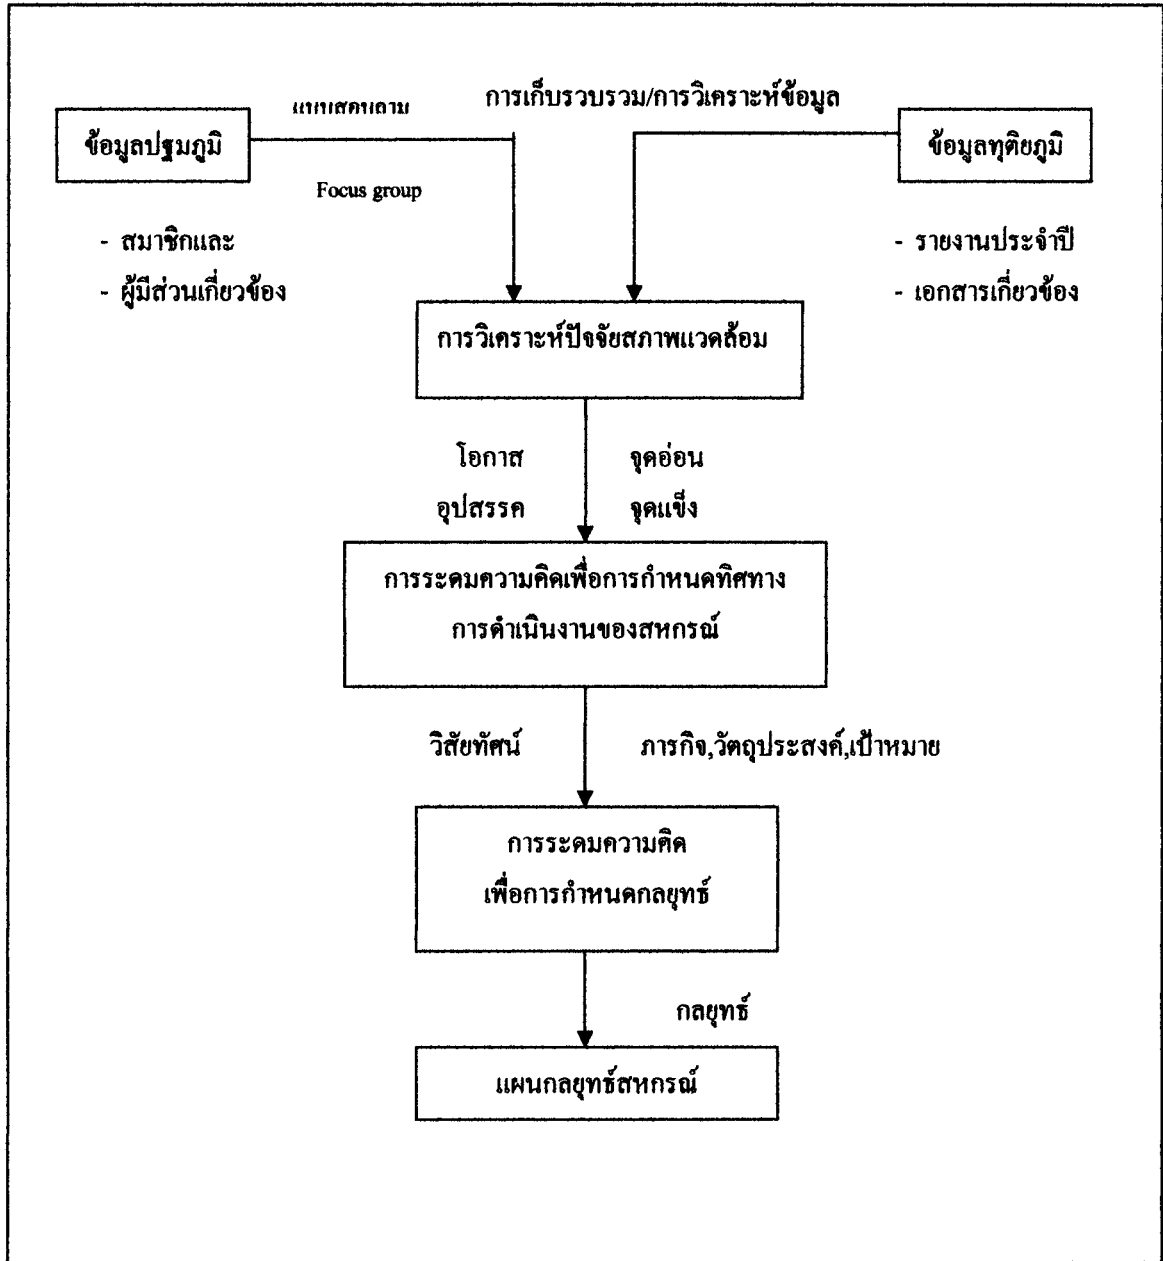 การเก็บรวบรวม/การวิเคราะห์ข้อมูล
ข้อมูลปฐมภูมิ
ข้อมูลทุติยภูมิ
Focus group
- สมาชิกและ
- ผู้มีส่วนเกี่ยวข้อง
- รายงานประจำปี
- เอกสารเกี่ยวข้อง
การวิเคราะห์ปัจจัยสภาพแวดล้อม
โอกาส
จุดอ่อน
อุปสรรค
จุดแข็ง
การระดมความคิดเพื่อการกำหนดทิศทาง
การดำเนินงานของสหกรณ์
วิสัยทัศน์
ภารกิจ,วัตถุประสงค์,เป้าหมาย
การระดมความคิด
เพื่อการกำหนดกลยุทธ์
กลยุทธ์
แผนกลยุทธ์สหกรณ์